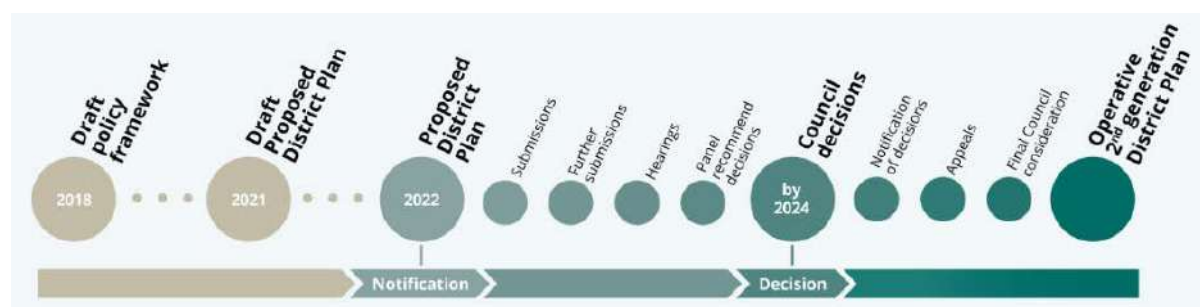 Draft
policy
framework
2018
Draft
Proposed
District Plan
2021
Proposed
District
Plan
2022
Submissions
Further
submissions
Hearings
Panel
recommend
decisions
Council
decisions
by
2024
Notification
of decisions
Appeals
Final Council
consideration
Operative
2nd generation
District Plan
Notification
Decision